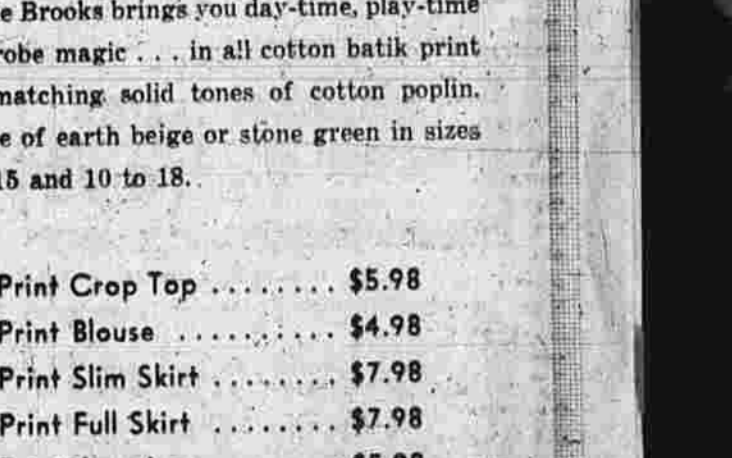 e Brooks brings you day-time, play-time
robe magic . . . in all cotton batik print
matching solid tones of cotton poplin.
e of earth beige or stone green in sizes
15 and 10 to 18.
Print Crop Top ........ $5.98
Print Blouse .......... $4.98
Print Slim Skirt ........ $7.98
Print Full Skirt ........ $7.98